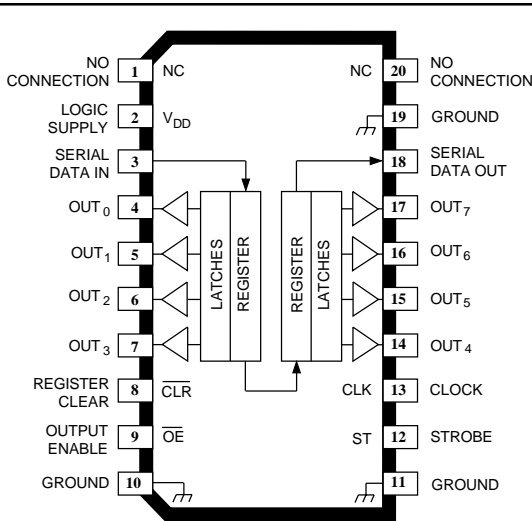 NO
CONNECTION
1
NC
NC
20
NO
CONNECTION
LOGIC
SUPPLY
2
VDD
19
GROUND
SERIAL
DATA IN
3
18
SERIAL
DATA OUT
OUT0
4
17
OUT7
OUT1
5
16
OUT6
OUT2
6
15
OUT5
OUT3
7
14
OUT4
LATCHES
REGISTER
REGISTER
LATCHES
REGISTER
CLEAR
8
CLR
CLK
13
CLOCK
OUTPUT
ENABLE
9
OE
ST
12
STROBE
GROUND
10
11
GROUND